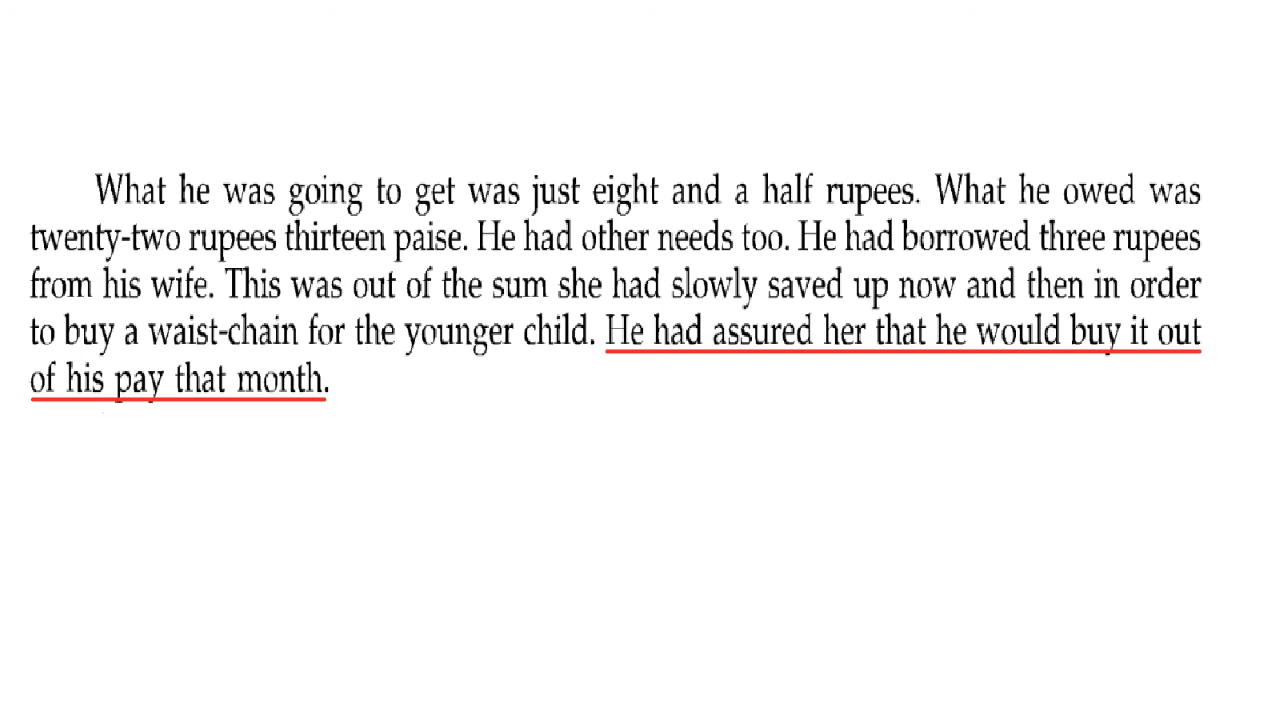 What he was going to get was just eight and a half rupees. What he owed was
twenty-two rupees thirteen paise. He had other needs too. He had borrowed three rupees
from his wife. This was out of the sum she had slowly saved up now and then in order
to buy a waist-chain for the younger child. He had assured her that he would buy it out
of his pay that month.